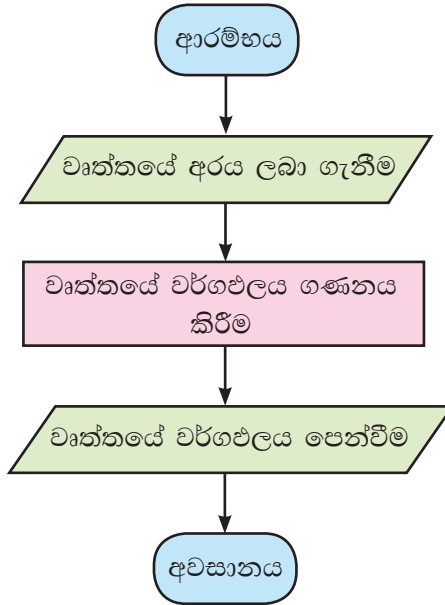 ආරම්භය
වෘත්තයේ අරය ලබා ගැනීම
වෘත්තයේ වර්ගඵලය ගණනය
කිරීම
වෘත්තයේ වර්ගඵලය පෙන්වීම
අවසානය